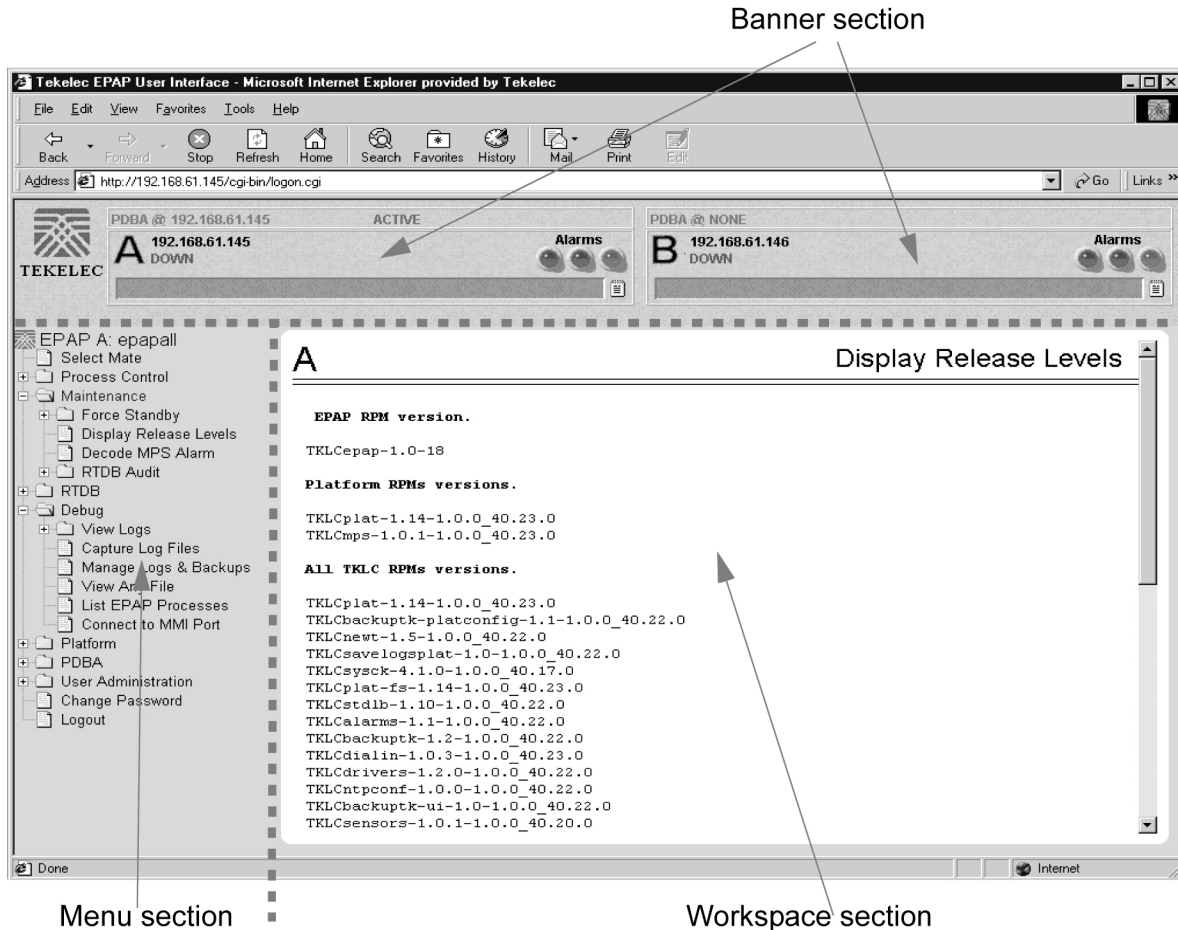 Banner section
Tekelec EPAP User Interface - Microsoft Internet Explorer provided by Tekelec
File Edit View Favorites Tools Help
Back Forward Stop Refresh Home Search Favorites History Mail Print Edit
Address http://192.168.61.145/cgi-bin/logon.cgi Go Links »
TEKELEC
PDBA @ 192.168.61.145 ACTIVE
A 192.168.61.145 Alarms
DOWN
PDBA @ NONE
B 192.168.61.146 Alarms
DOWN
EPAP A: epapall
Select Mate
Process Control
Maintenance
Force Standby
Display Release Levels
Decode MPS Alarm
RTDB Audit
RTDB
Debug
View Logs
Capture Log Files
Manage Logs & Backups
View Any File
List EPAP Processes
Connect to MMI Port
Platform
PDBA
User Administration
Change Password
Logout
A Display Release Levels
EPAP RPM version.
TKLCepap-1.0-18
Platform RPMs versions.
TKLCplat-1.14-1.0.0_40.23.0
TKLCmps-1.0.1-1.0.0_40.23.0
All TKLC RPMs versions.
TKLCplat-1.14-1.0.0_40.23.0
TKLCbackuptk-platconfig-1.1-1.0.0_40.22.0
TKLCnewt-1.5-1.0.0_40.22.0
TKLCsavelogsplat-1.0-1.0.0_40.22.0
TKLCsysck-4.1.0-1.0.0_40.17.0
TKLCplat-fs-1.14-1.0.0_40.23.0
TKLCstdlb-1.10-1.0.0_40.22.0
TKLCalarms-1.1-1.0.0_40.22.0
TKLCbackuptk-1.2-1.0.0_40.22.0
TKLCdialin-1.0.3-1.0.0_40.23.0
TKLCdrivers-1.2.0-1.0.0_40.22.0
TKLCntpconf-1.0.0-1.0.0_40.22.0
TKLCbackuptk-ui-1.0-1.0.0_40.22.0
TKLCsensors-1.0.1-1.0.0_40.20.0
Done Internet
Menu section
Workspace section